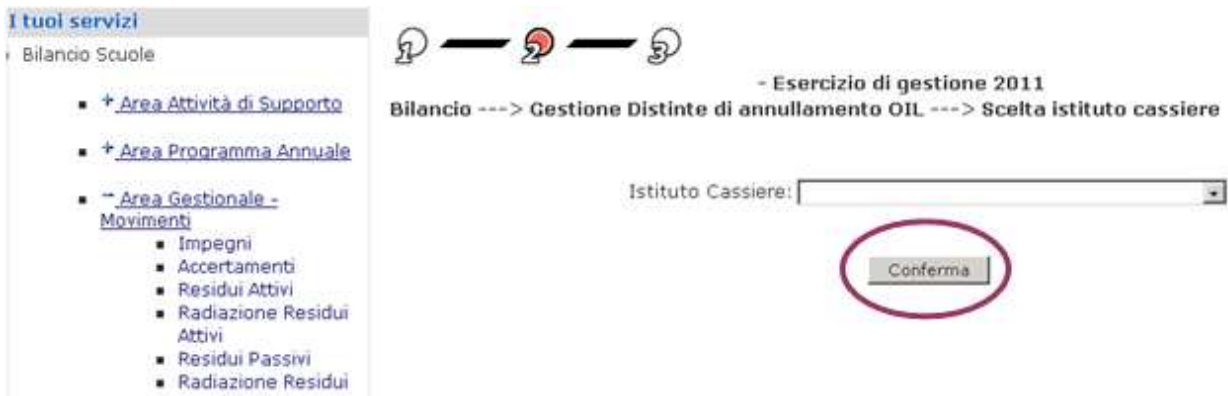 I tuoi servizi
Bilancio Scuole
+ Area Attività di Supporto
+ Area Programma Annuale
- Area Gestionale -
Movimenti
Impegni
Accertamenti
Residui Attivi
Radiazione Residui
Attivi
Residui Passivi
Radiazione Residui
1 2 3
- Esercizio di gestione 2011
Bilancio ---> Gestione Distinte di annullamento OIL ---> Scelta istituto cassiere
Istituto Cassiere:
Conferma